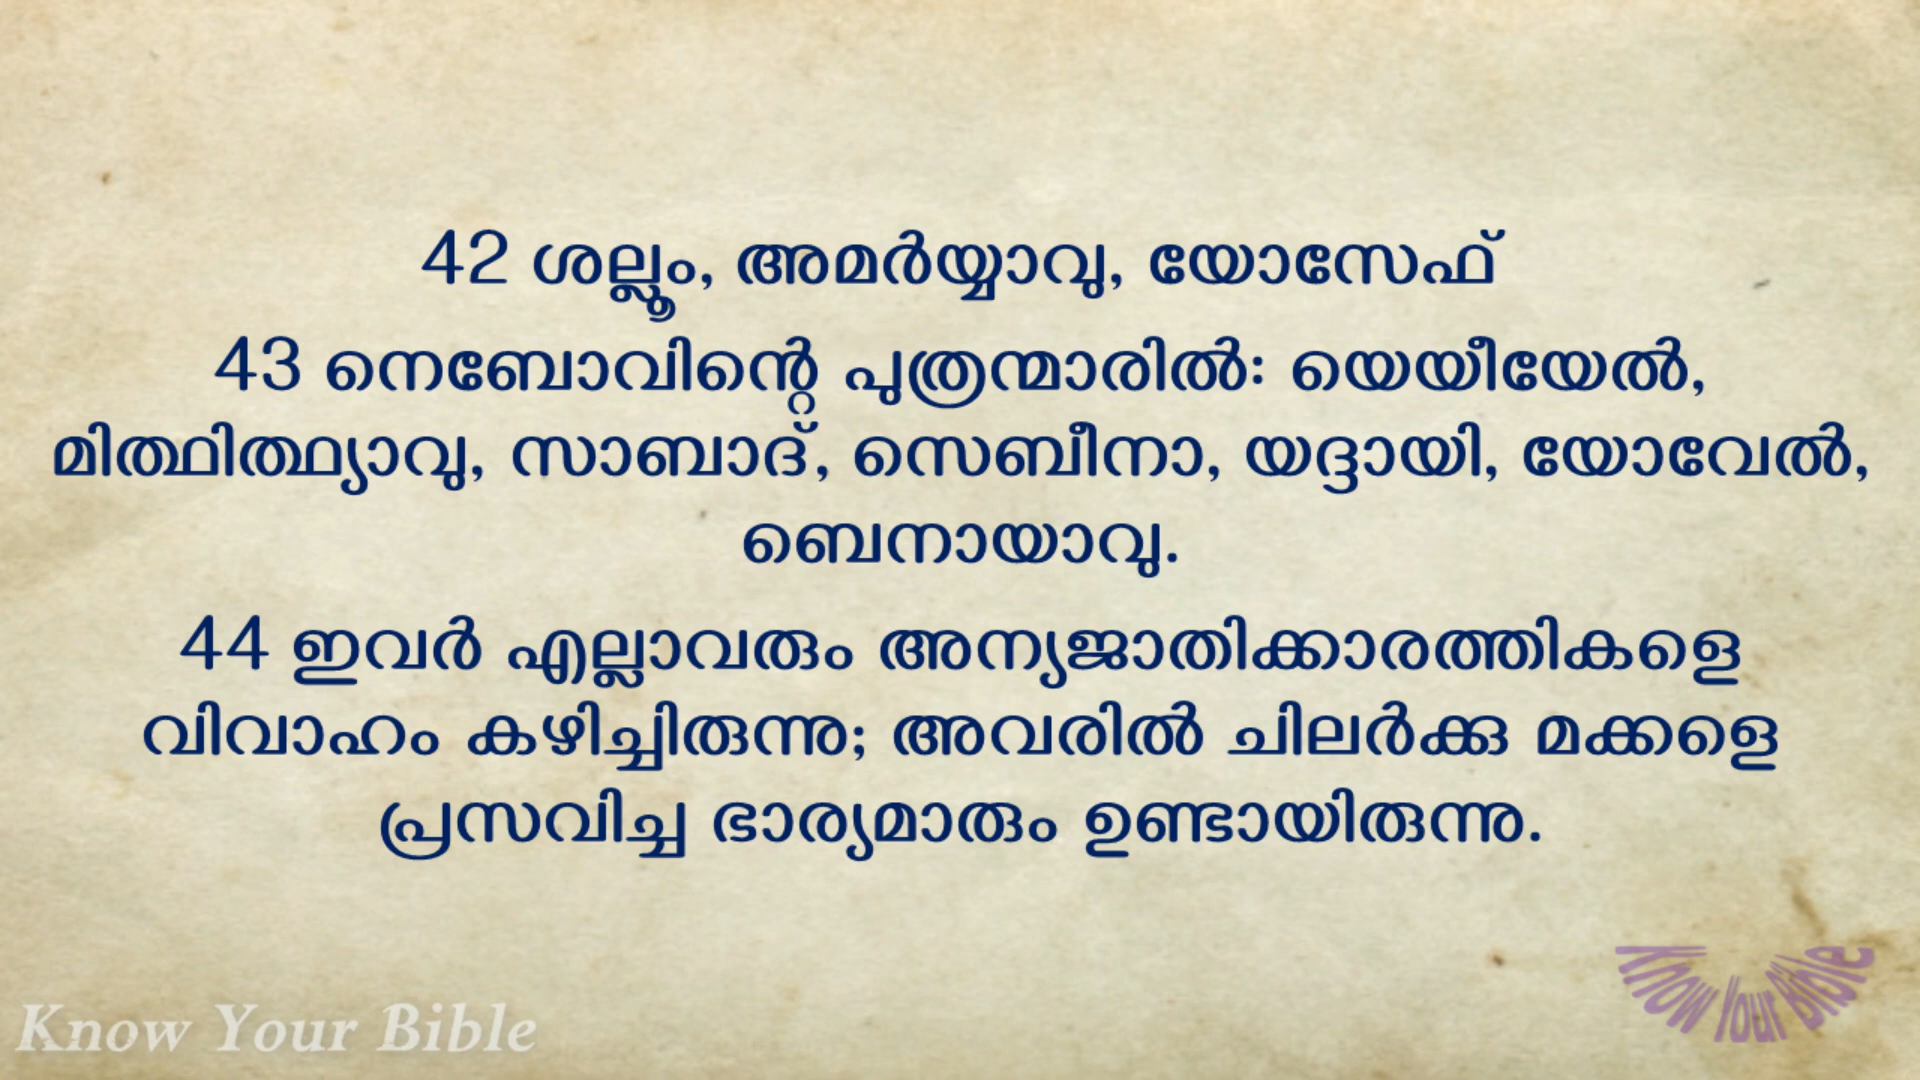 42 ശല്ലൂം, അമർയ്യാവു, യോസേഫ്
43 നെബോവിന്റെ പുത്രന്മാരിൽ: യെയീയേൽ,
മിത്ഥിത്ഥ്യാവു, സാബാദ്, സെബീനാ, യദ്ദായി, യോവേൽ,
ബെനായാവു.
44 ഇവർ എല്ലാവരും അന്യജാതിക്കാരത്തികളെ
വിവാഹം കഴിച്ചിരുന്നു; അവരിൽ ചിലർക്കു മക്കളെ
പ്രസവിച്ച ഭാര്യമാരും ഉണ്ടായിരുന്നു.
Know Your Bible
Know Your Bible